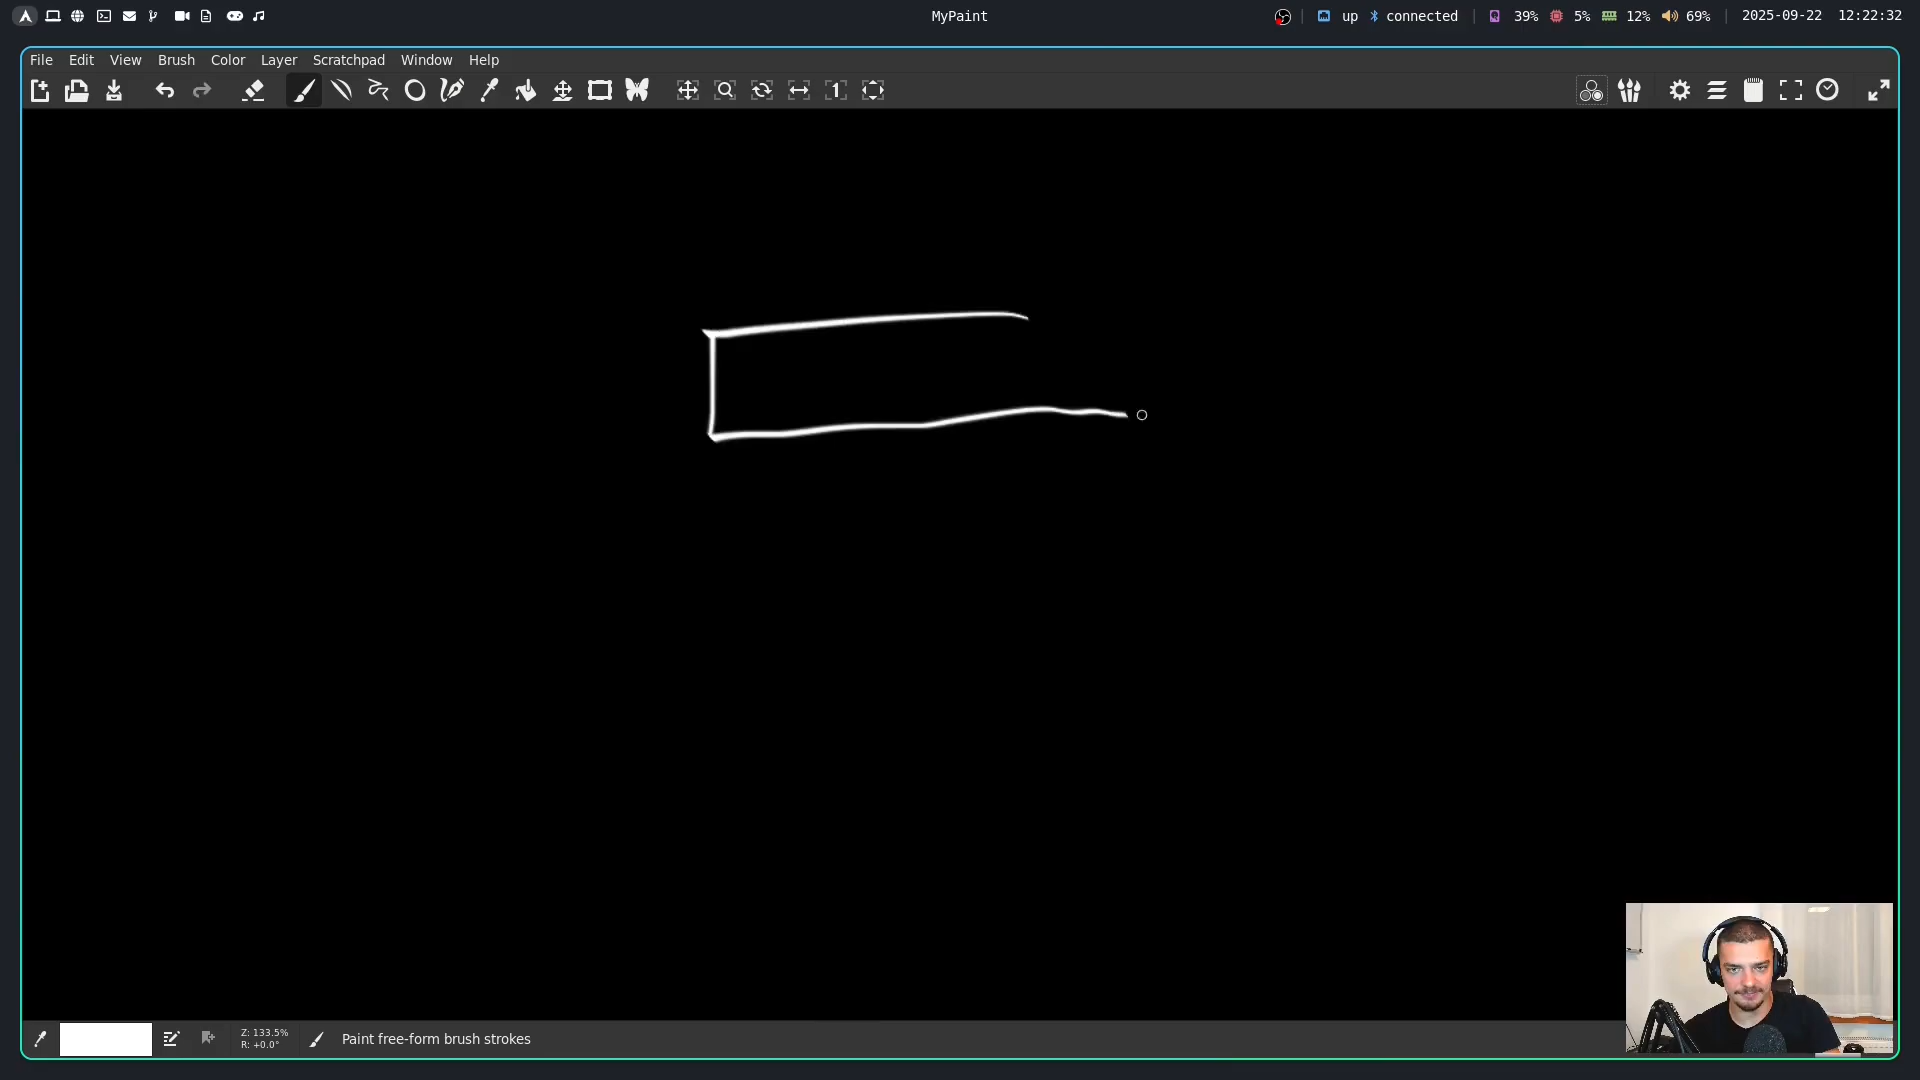 MyPaint
up connected 39% 5% 12% 69% 2025-09-22 12:22:32
File Edit View Brush Color Layer Scratchpad Window Help
1
Z: 133.5%
R: +0.0°
Paint free-form brush strokes